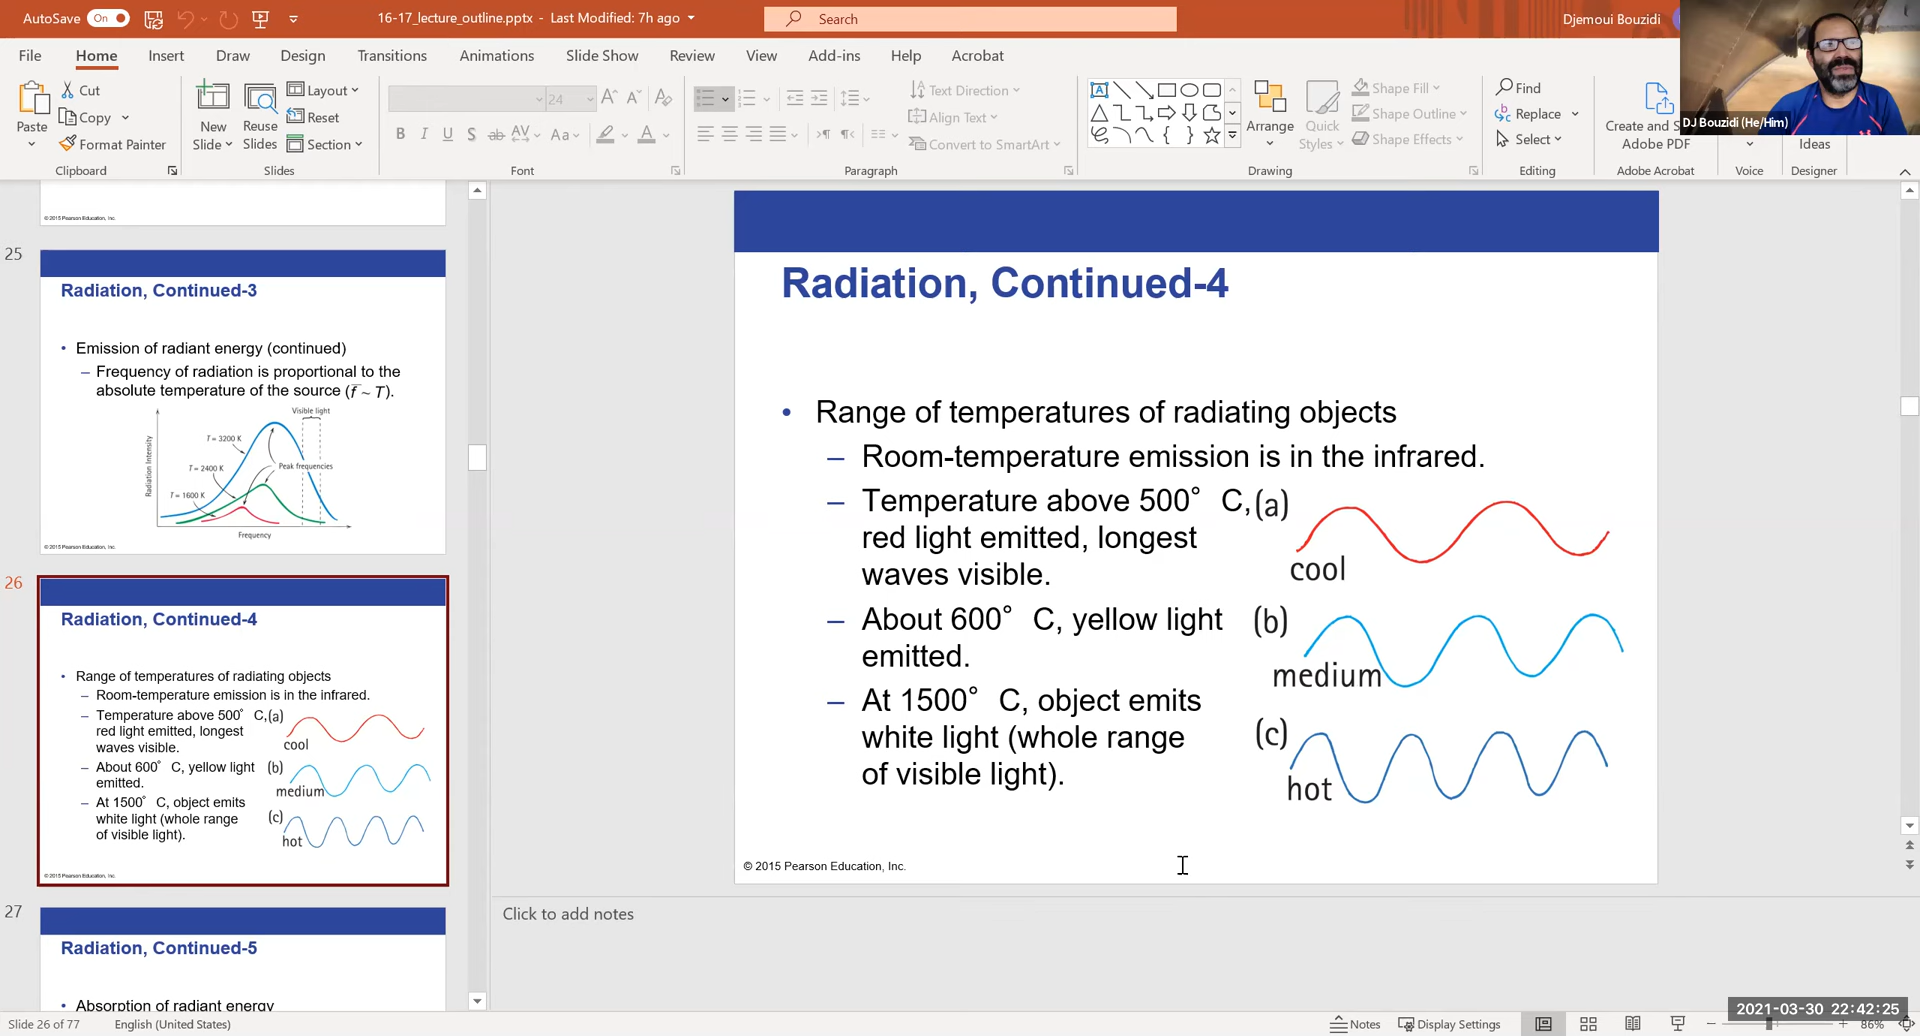 AutoSave On 16-17_lecture_outline.pptx - Last Modified: 7h ago Search Djemoui Bouzidi
File Home Insert Draw Design Transitions Animations Slide Show Review View Add-ins Help Acrobat
Paste
Cut
Copy
Format Painter
Clipboard
New
Slide
Reuse
Slides
Layout
Reset
Section
Slides
24
Font
Text Direction
Align Text
Convert to SmartArt
Paragraph
Arrange
Quick
Styles
Shape Fill
Shape Outline
Shape Effects
Drawing
Find
Replace
Select
Editing
Create and S
Adobe PDF
Adobe Acrobat
Voice
Ideas
Designer
DJ Bouzidi (He/Him)
© 2015 Pearson Education, Inc.
25
Radiation, Continued-3
• Emission of radiant energy (continued)
– Frequency of radiation is proportional to the
absolute temperature of the source (f̅ ~ T).
Visible light
T = 3200 K
T = 2400 K
Peak frequencies
T = 1600 K
Radiation Intensity
Frequency
© 2015 Pearson Education, Inc.
26
Radiation, Continued-4
• Range of temperatures of radiating objects
– Room-temperature emission is in the infrared.
– Temperature above 500° C, (a)
red light emitted, longest
waves visible.
cool
– About 600° C, yellow light (b)
emitted.
medium
– At 1500° C, object emits
white light (whole range (c)
of visible light).
hot
© 2015 Pearson Education, Inc.
27
Radiation, Continued-5
• Absorption of radiant energy
Radiation, Continued-4
• Range of temperatures of radiating objects
– Room-temperature emission is in the infrared.
– Temperature above 500° C, (a)
red light emitted, longest
waves visible.
cool
– About 600° C, yellow light (b)
emitted.
medium
– At 1500° C, object emits
white light (whole range (c)
of visible light).
hot
© 2015 Pearson Education, Inc.
Click to add notes
2021-03-30 22:42:25
Slide 26 of 77 English (United States) Notes Display Settings 86%